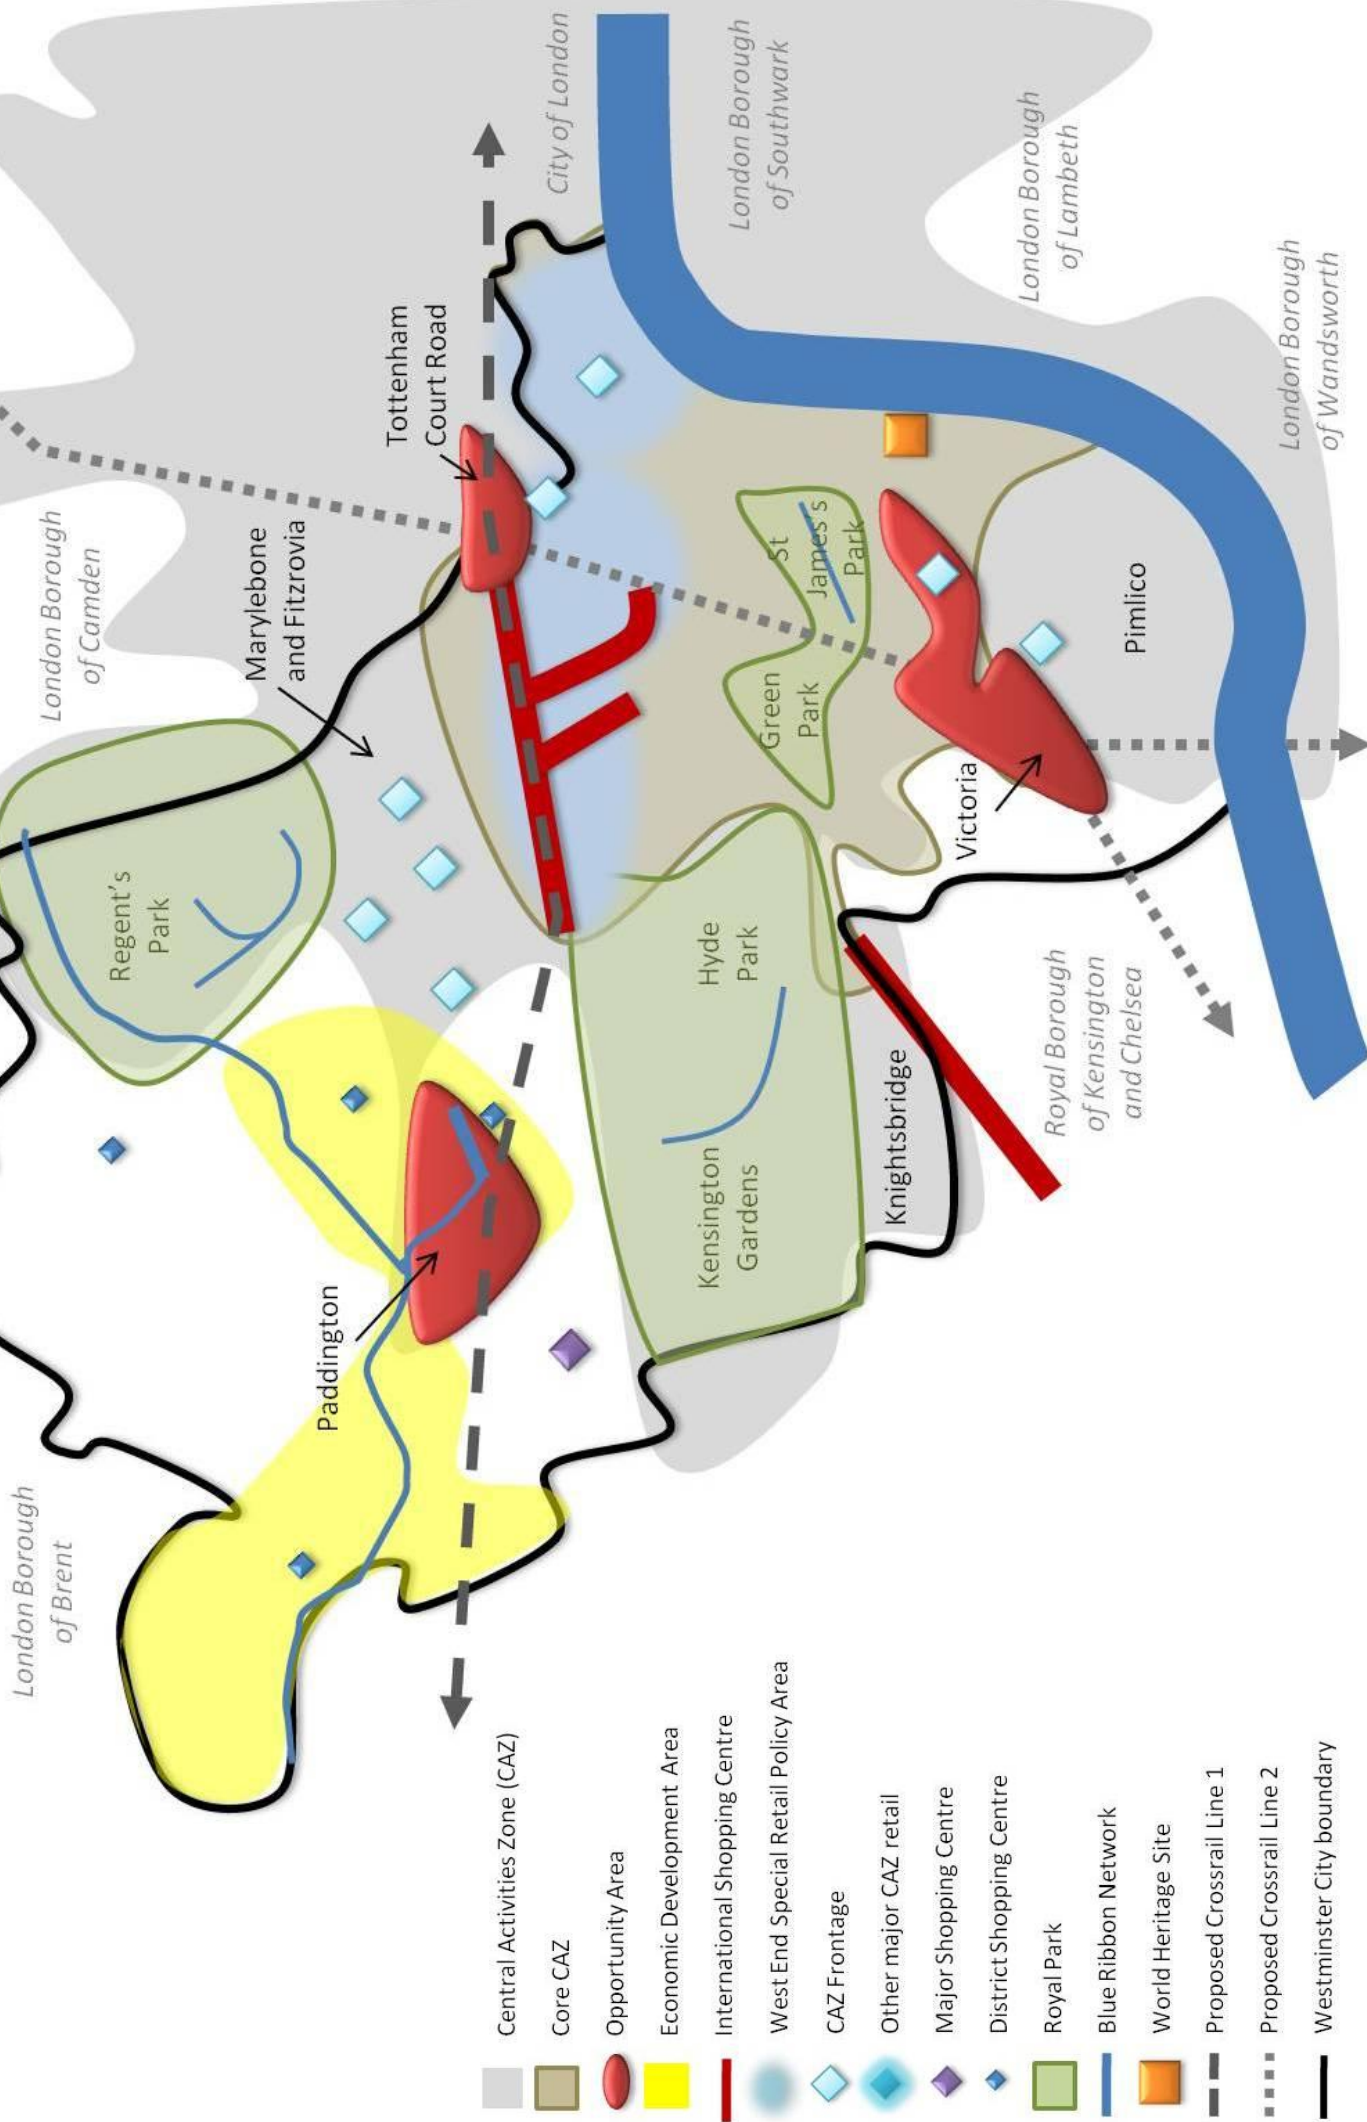 London Borough
of Brent
London Borough
of Camden
Regent's
Park
Marylebone
and Fitzrovia
Paddington
Tottenham
Court Road
City of London
Kensington
Gardens
Hyde
Park
Green
Park
St
James's
Park
London Borough
of Southwark
Knightsbridge
Victoria
London Borough
of Lambeth
Royal Borough
of Kensington
and Chelsea
Pimlico
London Borough
of Wandsworth
Central Activities Zone (CAZ)
Core CAZ
Opportunity Area
Economic Development Area
International Shopping Centre
West End Special Retail Policy Area
CAZ Frontage
Other major CAZ retail
Major Shopping Centre
District Shopping Centre
Royal Park
Blue Ribbon Network
World Heritage Site
Proposed Crossrail Line 1
Proposed Crossrail Line 2
Westminster City boundary